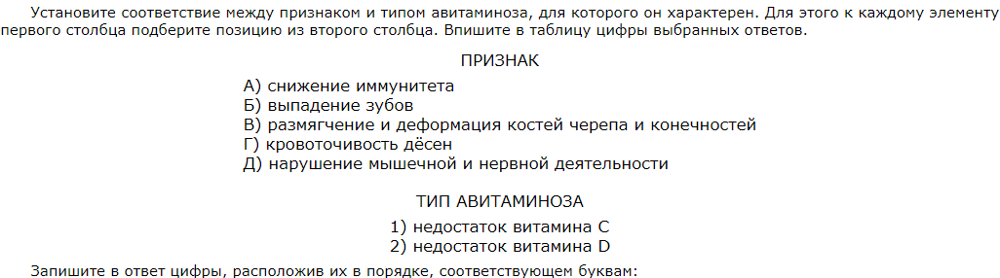 Установите соответствие между признаком и типом авитаминоза, для которого он характерен. Для этого к каждому элементу
первого столбца подберите позицию из второго столбца. Впишите в таблицу цифры выбранных ответов.
ПРИЗНАК
А) снижение иммунитета
Б) выпадение зубов
В) размягчение и деформация костей черепа и конечностей
Г) кровоточивость дёсен
Д) нарушение мышечной и нервной деятельности
ТИП АВИТАМИНОЗА
1) недостаток витамина С
2) недостаток витамина D
Запишите в ответ цифры, расположив их в порядке, соответствующем буквам: